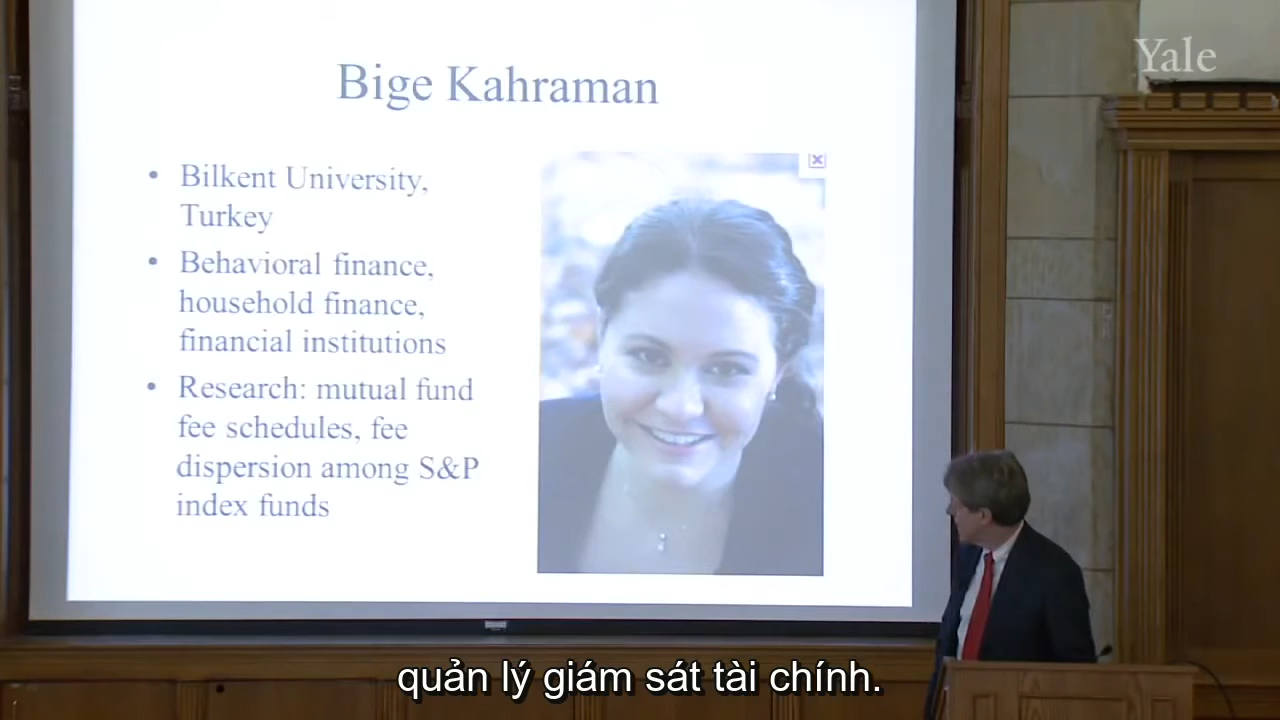 Yale
Bige Kahraman
• Bilkent University,
Turkey
• Behavioral finance,
household finance,
financial institutions
• Research: mutual fund
fee schedules, fee
dispersion among S&P
index funds
quản lý giám sát tài chính.